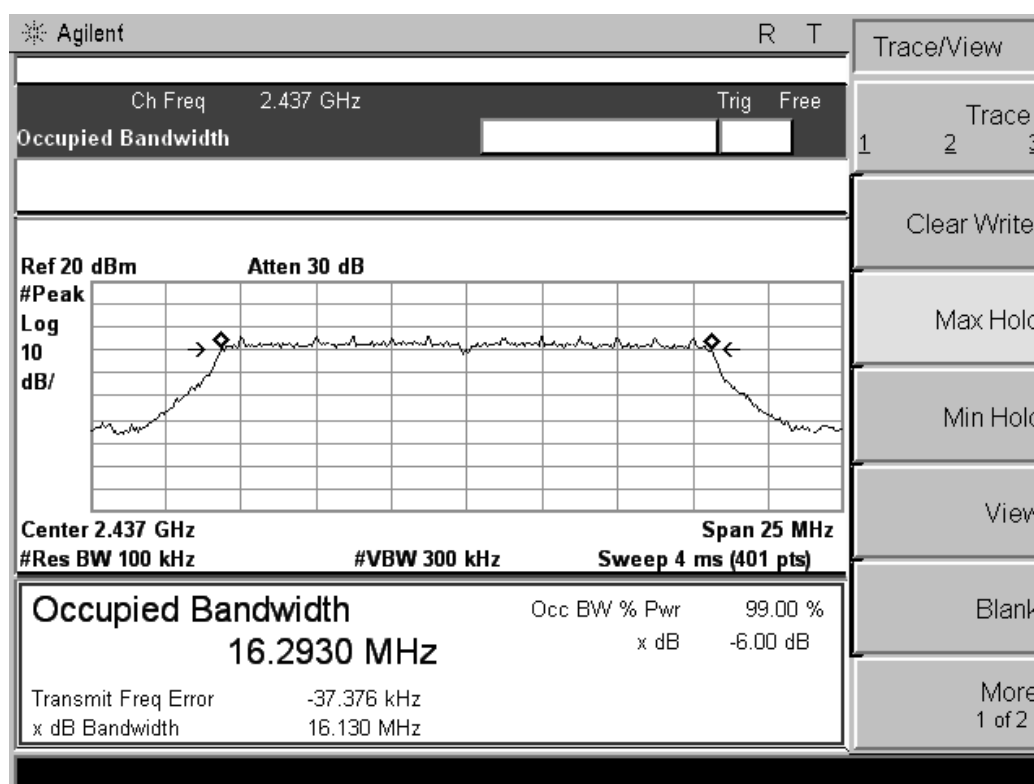 Agilent R T
Ch Freq 2.437 GHz Trig Free
Occupied Bandwidth
Ref 20 dBm Atten 30 dB
#Peak
Log
10
dB/
Center 2.437 GHz Span 25 MHz
#Res BW 100 kHz #VBW 300 kHz Sweep 4 ms (401 pts)
Occupied Bandwidth
16.2930 MHz
Occ BW % Pwr 99.00 %
x dB -6.00 dB
Transmit Freq Error -37.376 kHz
x dB Bandwidth 16.130 MHz
Trace/View
Trace
1 2 3
Clear Write
Max Hold
Min Hold
View
Blank
More
1 of 2